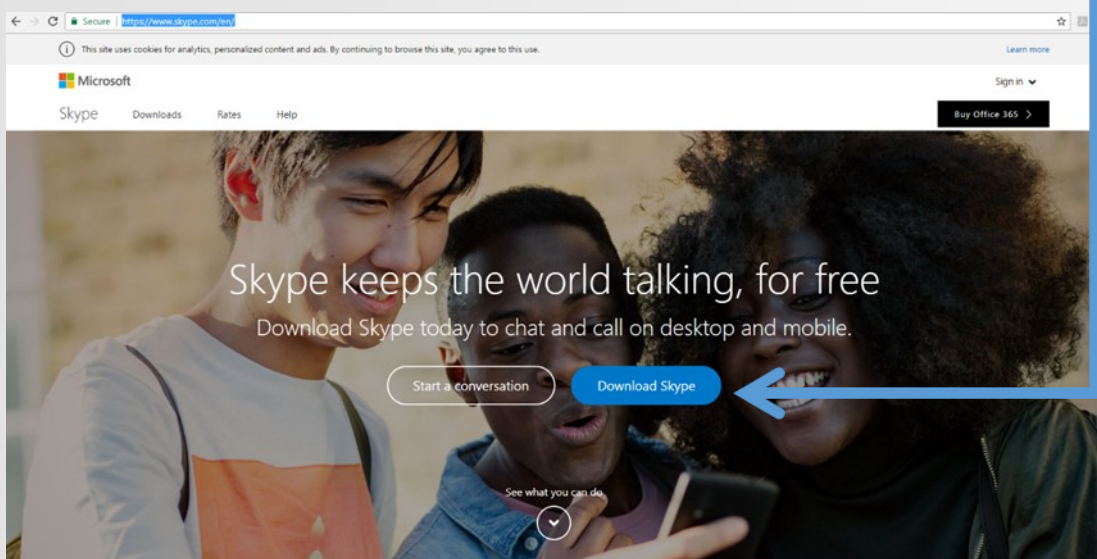 Secure | https://www.skype.com/en/
This site uses cookies for analytics, personalized content and ads. By continuing to browse this site, you agree to this use.
Learn more
Microsoft
Sign in
Skype Downloads Rates Help
Buy Office 365
Skype keeps the world talking, for free
Download Skype today to chat and call on desktop and mobile.
Start a conversation
Download Skype
See what you can do